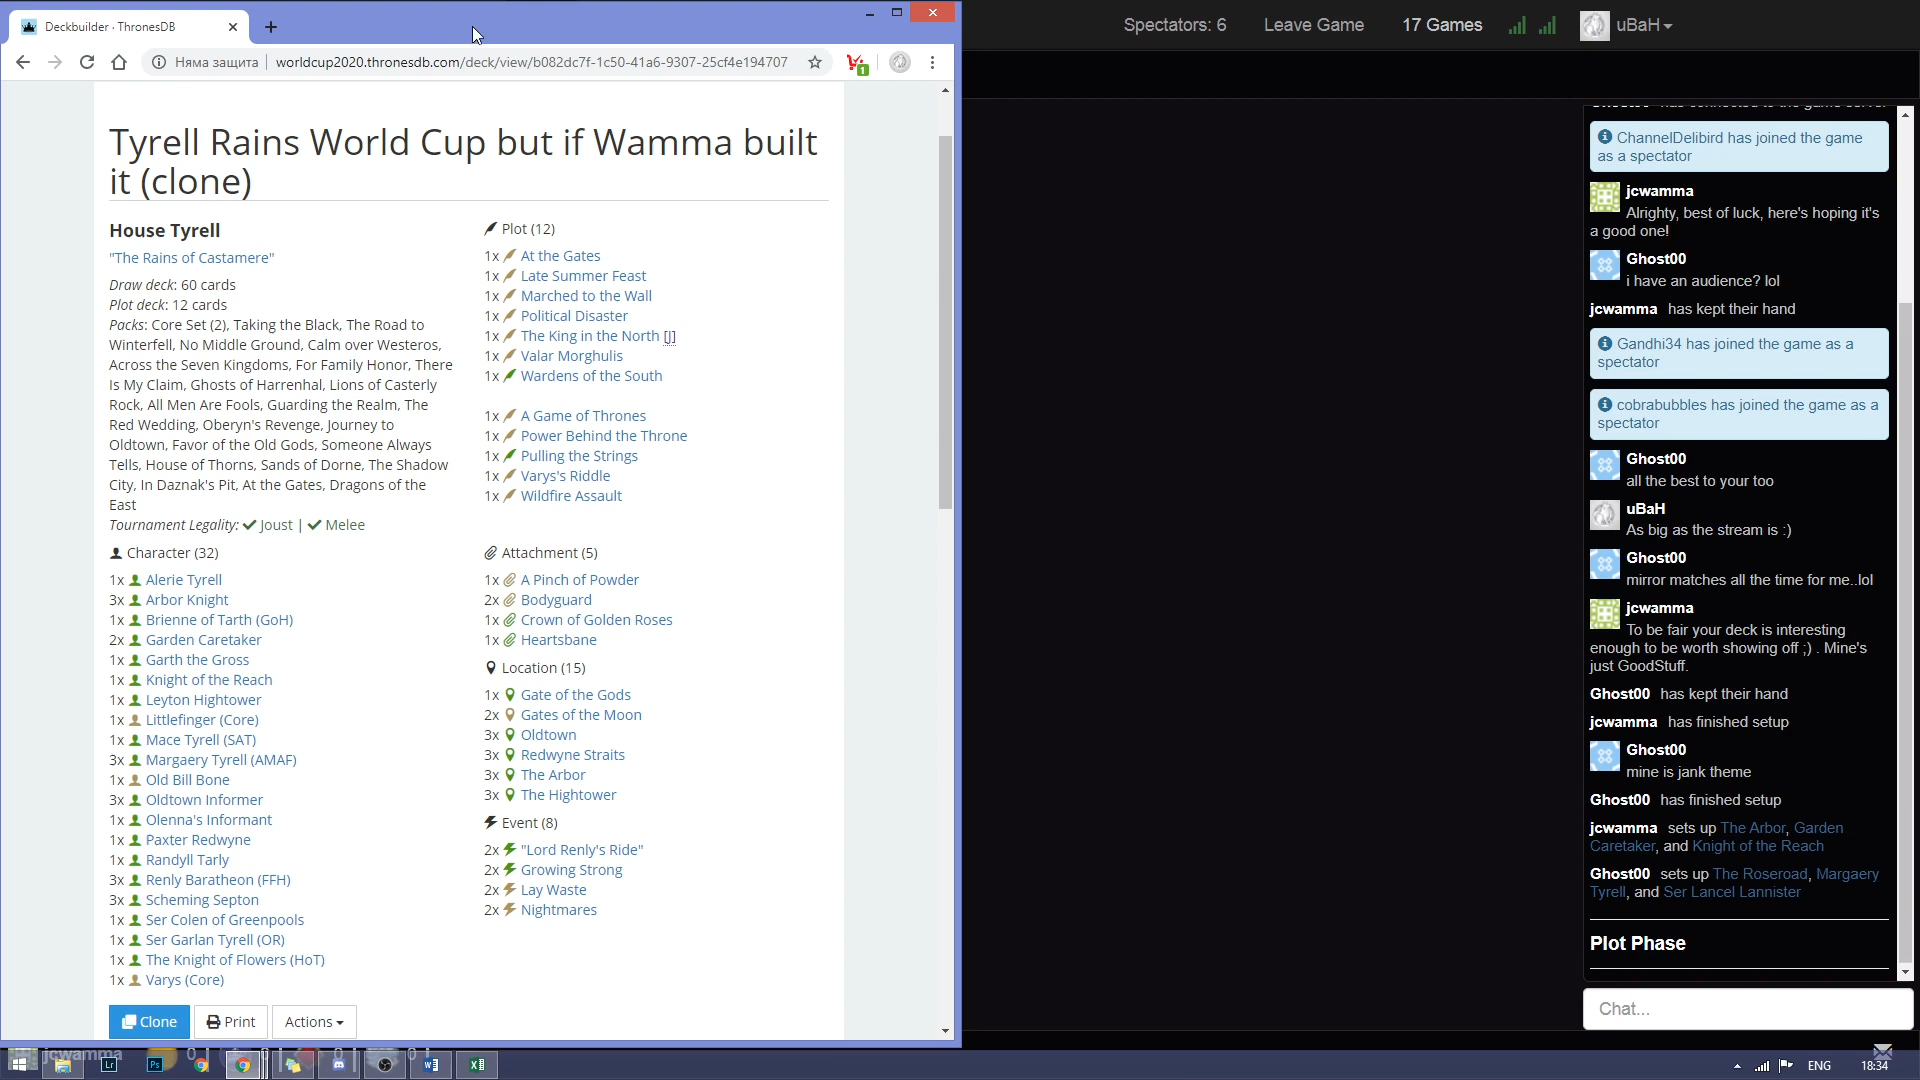 Deckbuilder · ThronesDB
Няма защита
worldcup2020.thronesdb.com/deck/view/b082dc7f-1c50-41a6-9307-25cf4e194707
1
Tyrell Rains World Cup but if Wamma built
it (clone)
House Tyrell
"The Rains of Castamere"
Draw deck: 60 cards
Plot deck: 12 cards
Packs: Core Set (2), Taking the Black, The Road to
Winterfell, No Middle Ground, Calm over Westeros,
Across the Seven Kingdoms, For Family Honor, There
Is My Claim, Ghosts of Harrenhal, Lions of Casterly
Rock, All Men Are Fools, Guarding the Realm, The
Red Wedding, Oberyn's Revenge, Journey to
Oldtown, Favor of the Old Gods, Someone Always
Tells, House of Thorns, Sands of Dorne, The Shadow
City, In Daznak's Pit, At the Gates, Dragons of the
East
Tournament Legality: Joust | Melee
Plot (12)
1x At the Gates
1x Late Summer Feast
1x Marched to the Wall
1x Political Disaster
1x The King in the North [J]
1x Valar Morghulis
1x Wardens of the South
1x A Game of Thrones
1x Power Behind the Throne
1x Pulling the Strings
1x Varys's Riddle
1x Wildfire Assault
Character (32)
1x Alerie Tyrell
3x Arbor Knight
1x Brienne of Tarth (GoH)
2x Garden Caretaker
1x Garth the Gross
1x Knight of the Reach
1x Leyton Hightower
1x Littlefinger (Core)
1x Mace Tyrell (SAT)
3x Margaery Tyrell (AMAF)
1x Old Bill Bone
3x Oldtown Informer
1x Olenna's Informant
1x Paxter Redwyne
1x Randyll Tarly
3x Renly Baratheon (FFH)
3x Scheming Septon
1x Ser Colen of Greenpools
1x Ser Garlan Tyrell (OR)
1x The Knight of Flowers (HoT)
1x Varys (Core)
Attachment (5)
1x A Pinch of Powder
2x Bodyguard
1x Crown of Golden Roses
1x Heartsbane
Location (15)
1x Gate of the Gods
2x Gates of the Moon
3x Oldtown
3x Redwyne Straits
3x The Arbor
3x The Hightower
Event (8)
2x "Lord Renly's Ride"
2x Growing Strong
2x Lay Waste
2x Nightmares
Clone
Print
Actions
Spectators: 6
Leave Game
17 Games
uBaH
ChannelDelibird has joined the game
as a spectator
jcwamma
Alrighty, best of luck, here's hoping it's
a good one!
Ghost00
i have an audience? lol
jcwamma has kept their hand
Gandhi34 has joined the game as a
spectator
cobrabubbles has joined the game as a
spectator
Ghost00
all the best to your too
uBaH
As big as the stream is :)
Ghost00
mirror matches all the time for me..lol
jcwamma
To be fair your deck is interesting
enough to be worth showing off ;) . Mine's
just GoodStuff.
Ghost00 has kept their hand
jcwamma has finished setup
Ghost00
mine is jank theme
Ghost00 has finished setup
jcwamma sets up The Arbor, Garden
Caretaker, and Knight of the Reach
Ghost00 sets up The Roseroad, Margaery
Tyrell, and Ser Lancel Lannister
Plot Phase
Chat...
jcwamma
Lr
Ps
ENG
18:34